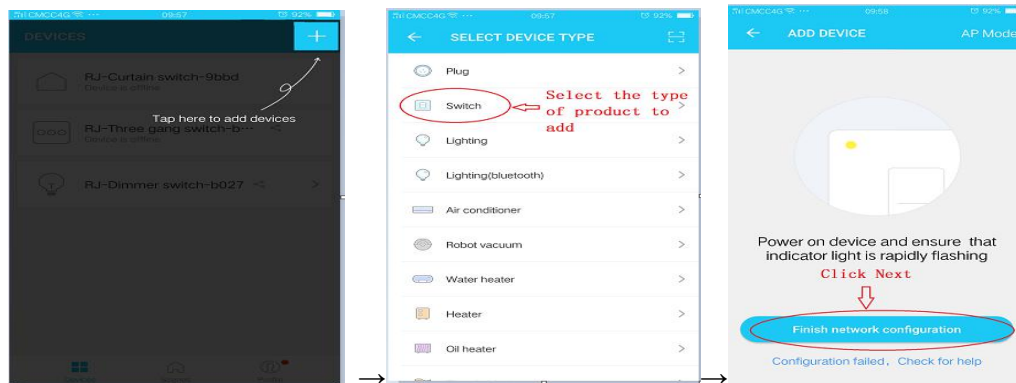 CMCC4G ··· 09:57 92%
DEVICES
+
RJ-Curtain switch-9bbd
Device is offline
Tap here to add devices
RJ-Three gang switch-b···
Device is offline
RJ-Dimmer switch-b027
→
CMCC4G ··· 09:57 92%
← SELECT DEVICE TYPE
Plug
Switch
Select the type
of product to
add
Lighting
Lighting(bluetooth)
Air conditioner
Robot vacuum
Water heater
Heater
Oil heater
→
CMCC4G ··· 09:58 92%
← ADD DEVICE AP Mode
Power on device and ensure that
indicator light is rapidly flashing
Click Next
Finish network configuration
Configuration failed, Check for help